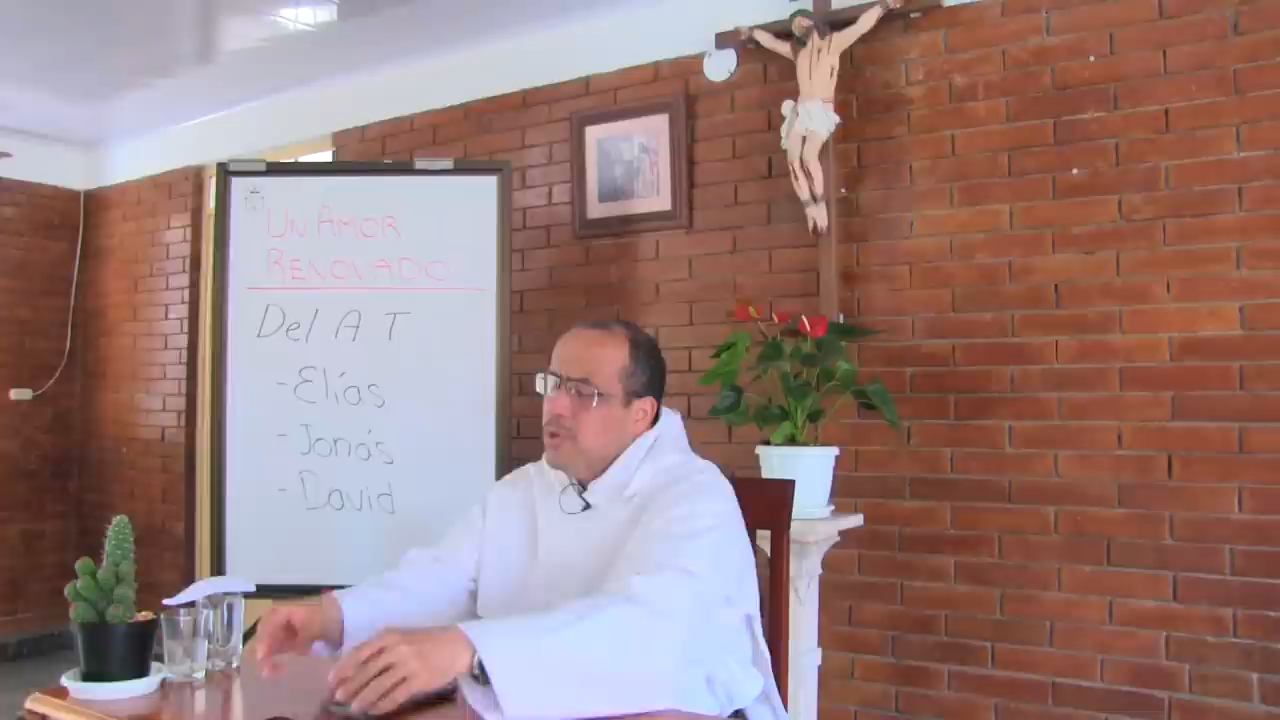 UN AMOR
RENOVADO
Del A T
- Elías
- Jonás
- David